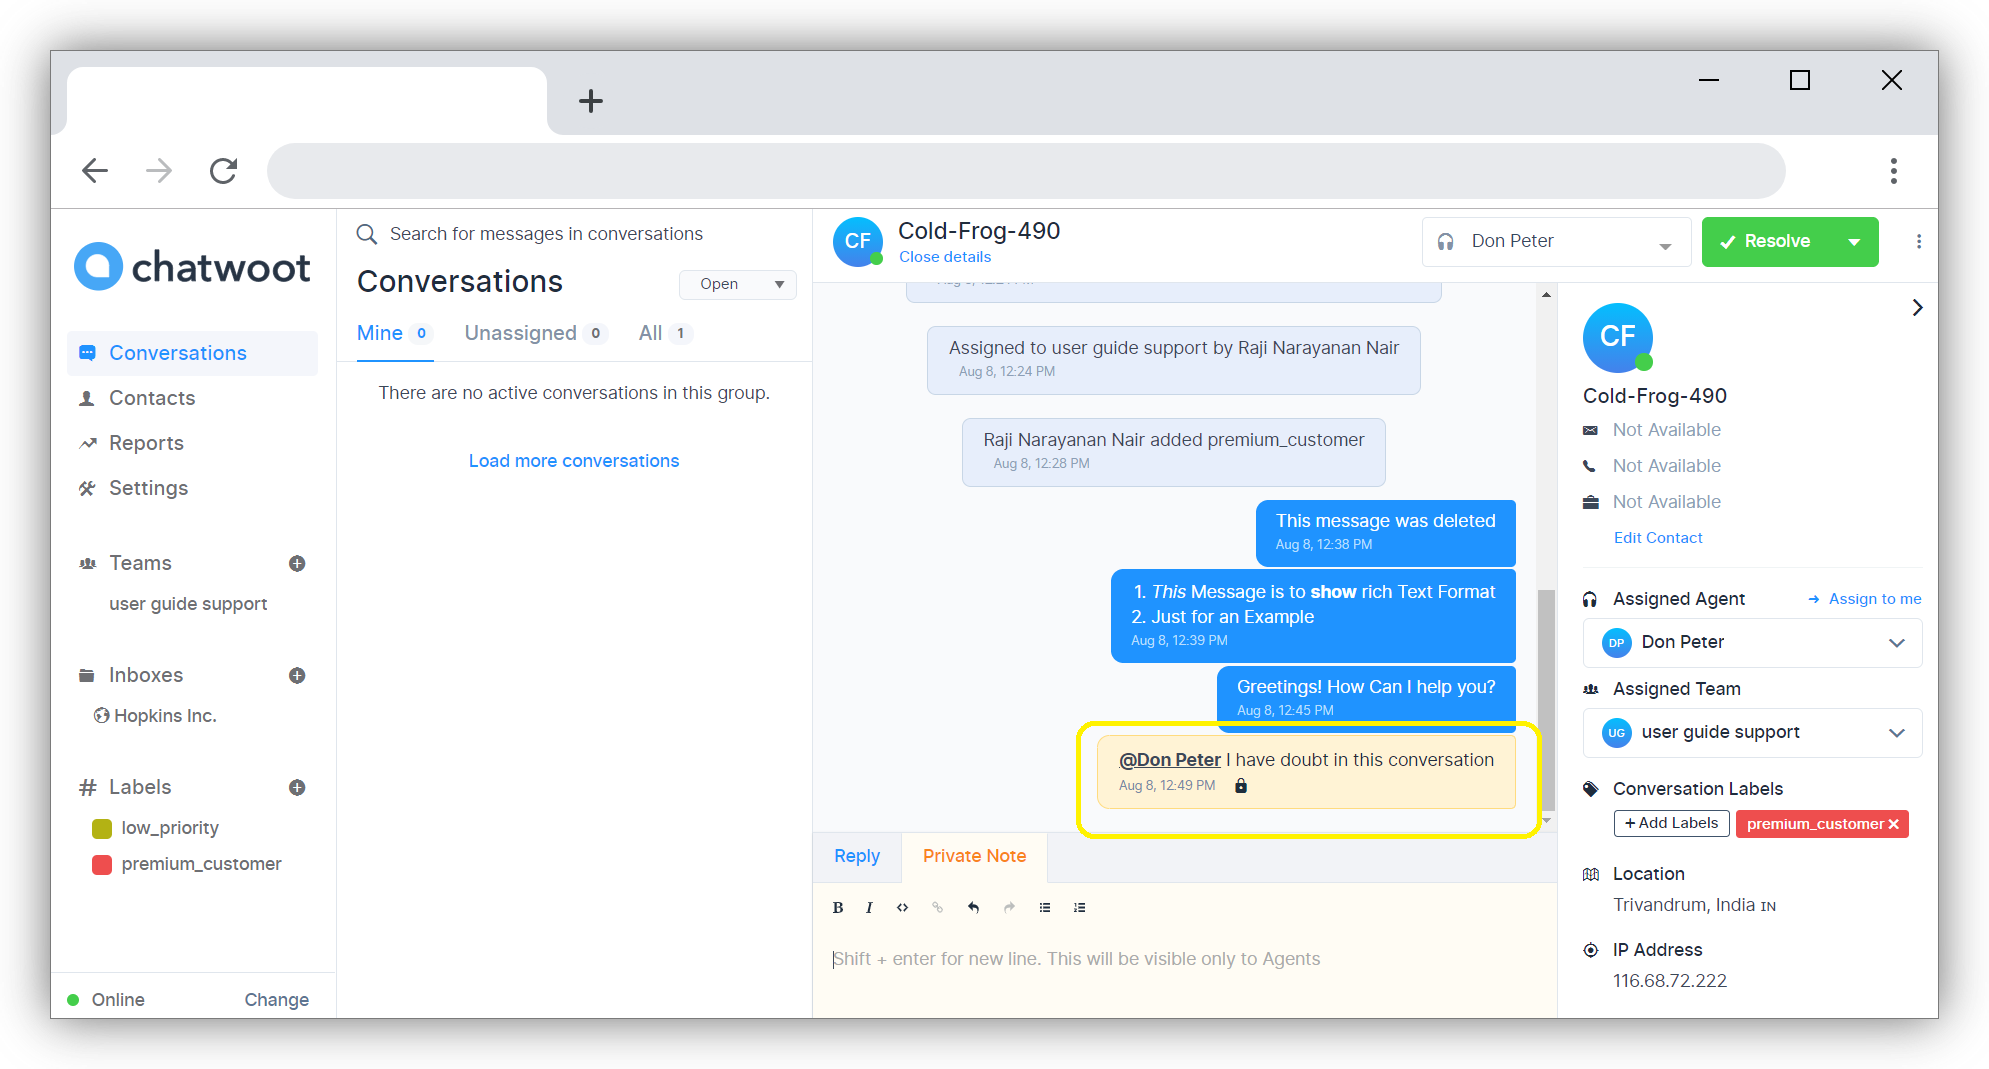 chatwoot
Conversations
Contacts
Reports
Settings
Teams
user guide support
Inboxes
Hopkins Inc.
Labels
low_priority
premium_customer
Online
Change
Search for messages in conversations
Conversations
Open
Mine 0
Unassigned 0
All 1
There are no active conversations in this group.
Load more conversations
CF
Cold-Frog-490
Close details
Don Peter
Resolve
Assigned to user guide support by Raji Narayanan Nair
Aug 8, 12:24 PM
Raji Narayanan Nair added premium_customer
Aug 8, 12:28 PM
This message was deleted
Aug 8, 12:38 PM
1. This Message is to show rich Text Format
2. Just for an Example
Aug 8, 12:39 PM
Greetings! How Can I help you?
Aug 8, 12:45 PM
@Don Peter I have doubt in this conversation
Aug 8, 12:49 PM
Reply
Private Note
B I
Shift + enter for new line. This will be visible only to Agents
CF
Cold-Frog-490
Not Available
Not Available
Not Available
Edit Contact
Assigned Agent
Assign to me
DP Don Peter
Assigned Team
UG user guide support
Conversation Labels
+ Add Labels
premium_customer
Location
Trivandrum, India IN
IP Address
116.68.72.222